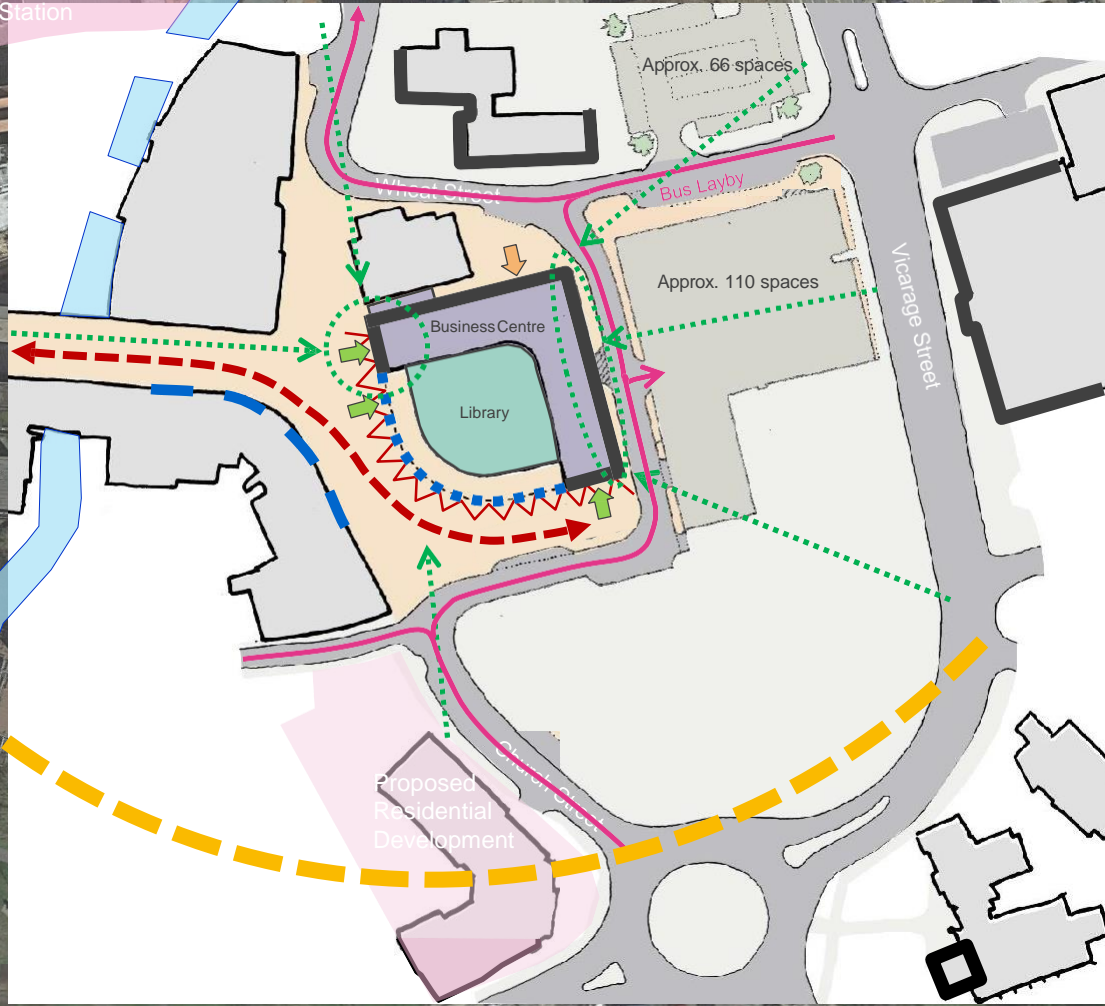 Station
Approx. 66 spaces
Wheat Street
Bus Layby
Approx. 110 spaces
Vicarage Street
Business Centre
Library
Church Street
Proposed
Residential
Development